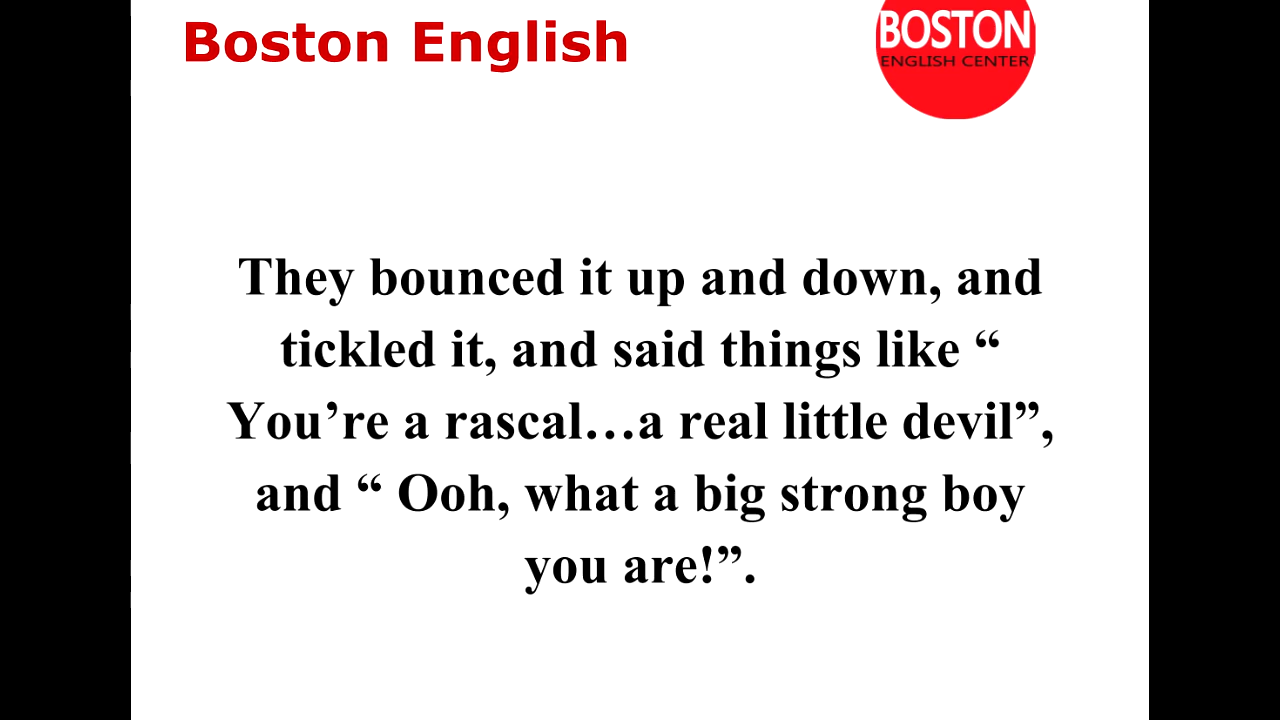 Boston English
BOSTON
ENGLISH CENTER
They bounced it up and down, and
tickled it, and said things like “
You’re a rascal…a real little devil”,
and “ Ooh, what a big strong boy
you are!”.